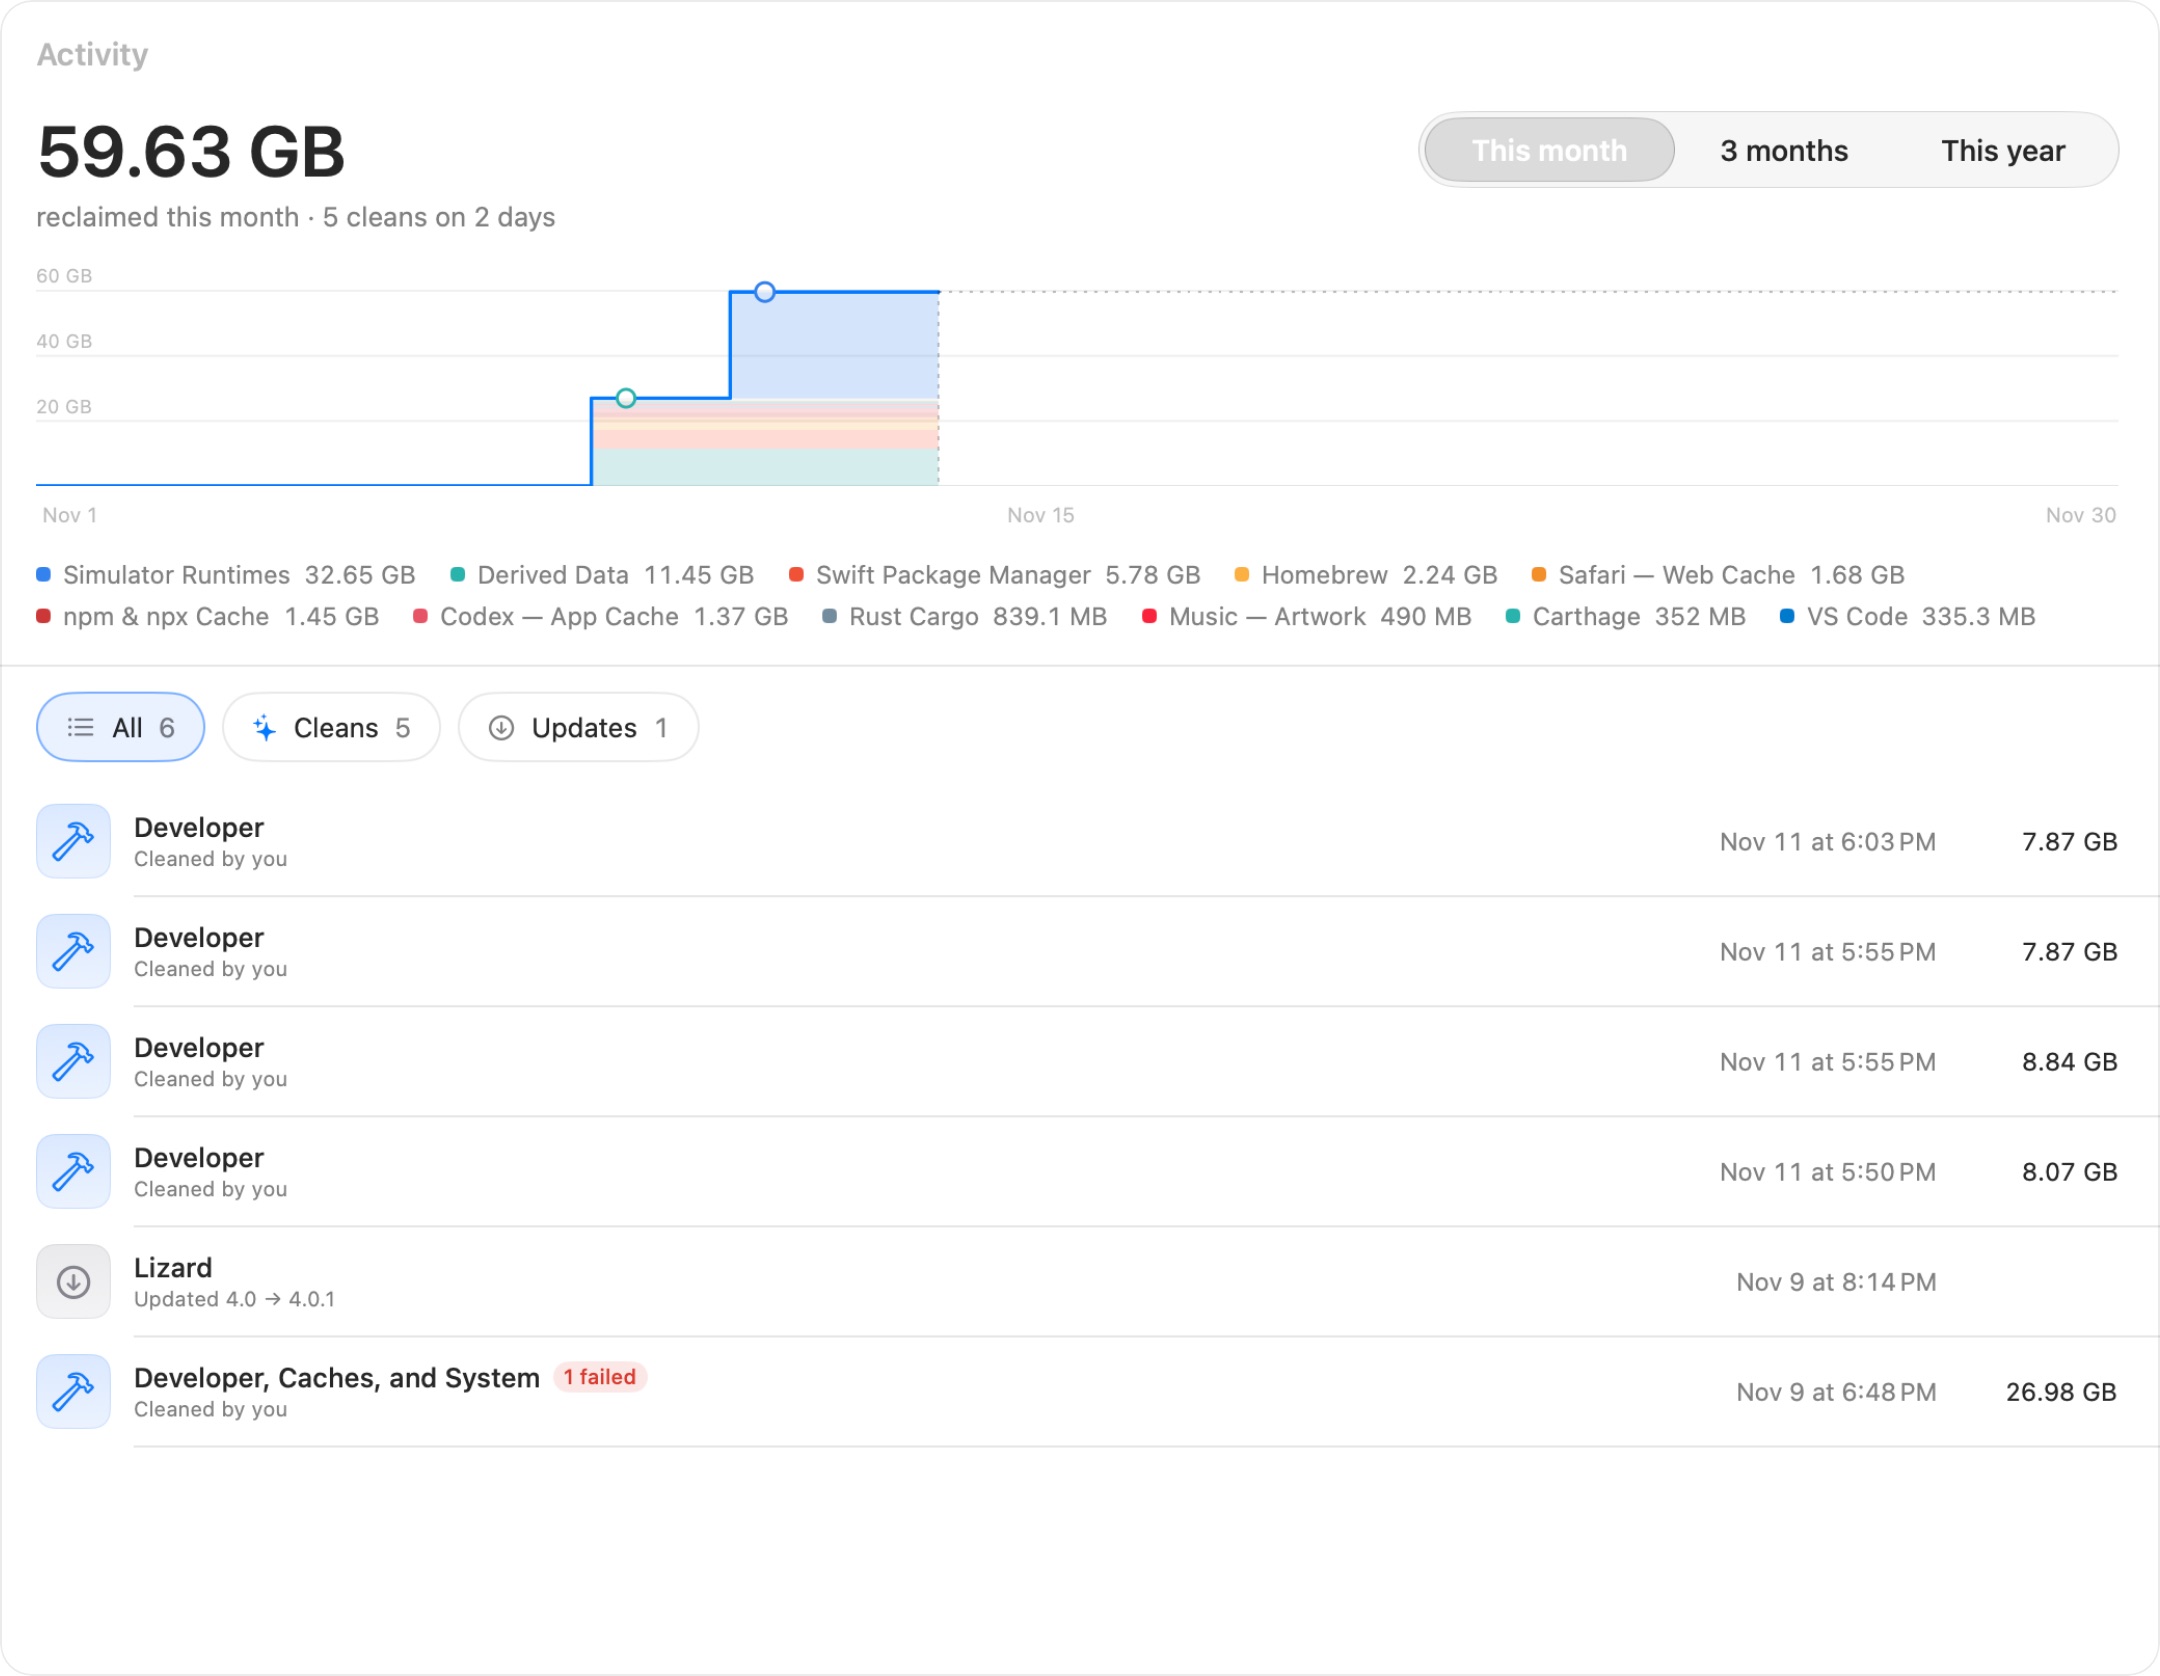 Activity
59.63 GB
This month 3 months This year
reclaimed this month · 5 cleans on 2 days
60 GB
40 GB
20 GB
Nov 1 Nov 15 Nov 30
Simulator Runtimes 32.65 GB Derived Data 11.45 GB Swift Package Manager 5.78 GB Homebrew 2.24 GB Safari — Web Cache 1.68 GB
npm & npx Cache 1.45 GB Codex — App Cache 1.37 GB Rust Cargo 839.1 MB Music — Artwork 490 MB Carthage 352 MB VS Code 335.3 MB
All 6 Cleans 5 Updates 1
Developer
Cleaned by you
Nov 11 at 6:03 PM 7.87 GB
Developer
Cleaned by you
Nov 11 at 5:55 PM 7.87 GB
Developer
Cleaned by you
Nov 11 at 5:55 PM 8.84 GB
Developer
Cleaned by you
Nov 11 at 5:50 PM 8.07 GB
Lizard
Updated 4.0 → 4.0.1
Nov 9 at 8:14 PM
Developer, Caches, and System 1 failed
Cleaned by you
Nov 9 at 6:48 PM 26.98 GB